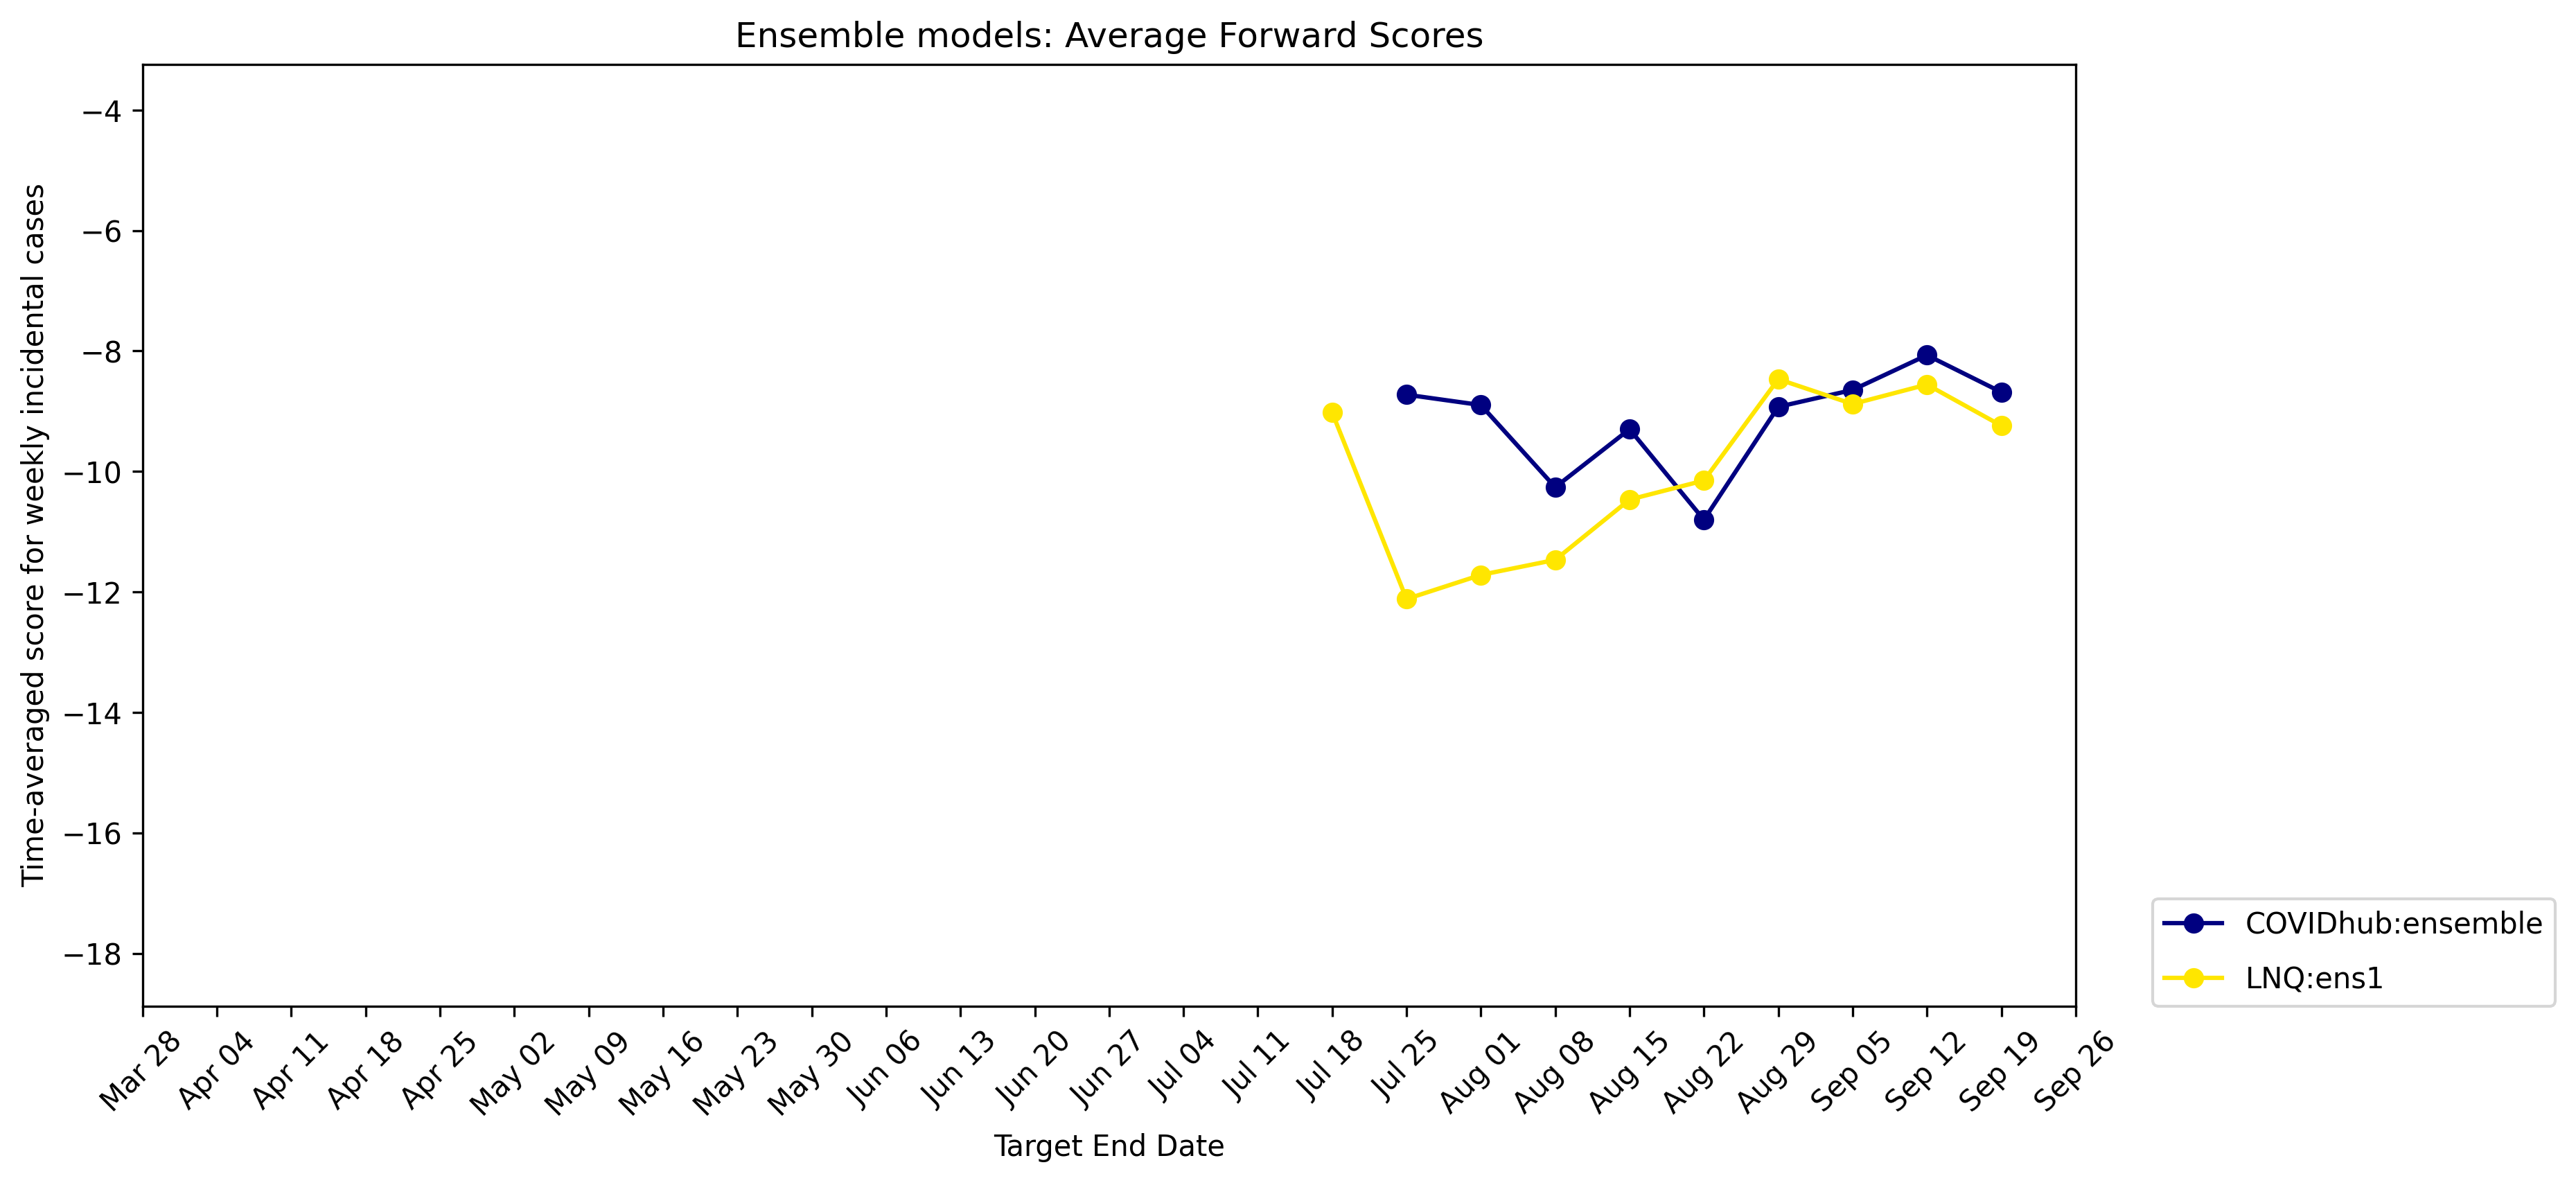 Ensemble models: Average Forward Scores
Time-averaged score for weekly incidental cases
−4
−6
−8
−10
−12
−14
−16
−18
Mar 28
Apr 04
Apr 11
Apr 18
Apr 25
May 02
May 09
May 16
May 23
May 30
Jun 06
Jun 13
Jun 20
Jun 27
Jul 04
Jul 11
Jul 18
Jul 25
Aug 01
Aug 08
Aug 15
Aug 22
Aug 29
Sep 05
Sep 12
Sep 19
Sep 26
Target End Date
COVIDhub:ensemble
LNQ:ens1